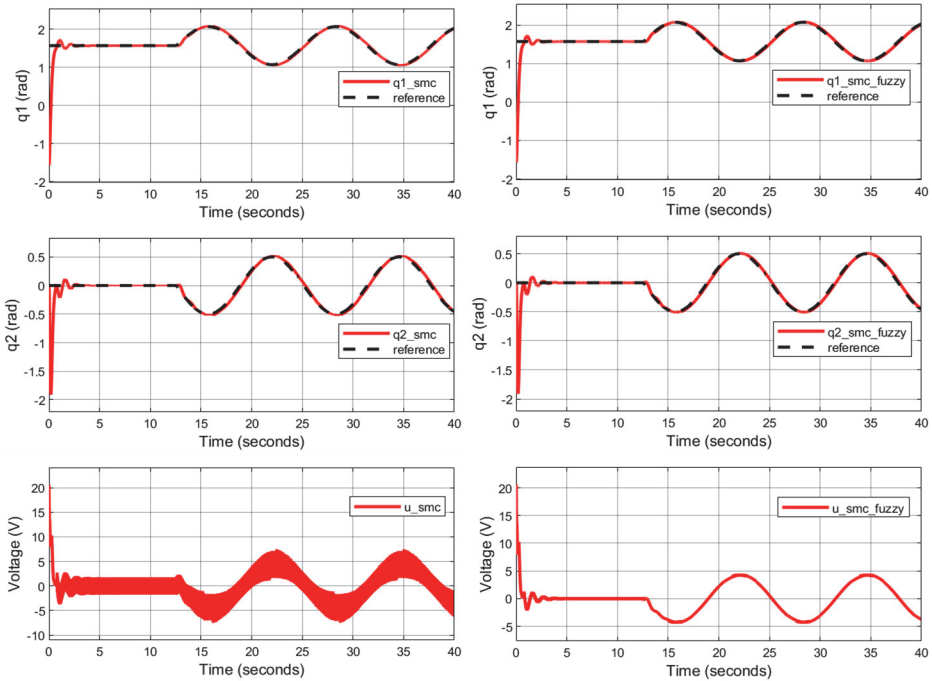 2
1
0
-1
-2
q1 (rad)
q1_smc
reference
0 5 10 15 20 25 30 35 40
Time (seconds)
2
1
0
-1
-2
q1 (rad)
q1_smc_fuzzy
reference
0 5 10 15 20 25 30 35 40
Time (seconds)
0.5
0
-0.5
-1
-1.5
-2
q2 (rad)
q2_smc
reference
0 5 10 15 20 25 30 35 40
Time (seconds)
0.5
0
-0.5
-1
-1.5
-2
q2 (rad)
q2_smc_fuzzy
reference
0 5 10 15 20 25 30 35 40
Time (seconds)
20
15
10
5
0
-5
-10
Voltage (V)
u_smc
0 5 10 15 20 25 30 35 40
Time (seconds)
20
15
10
5
0
-5
Voltage (V)
u_smc_fuzzy
0 5 10 15 20 25 30 35 40
Time (seconds)